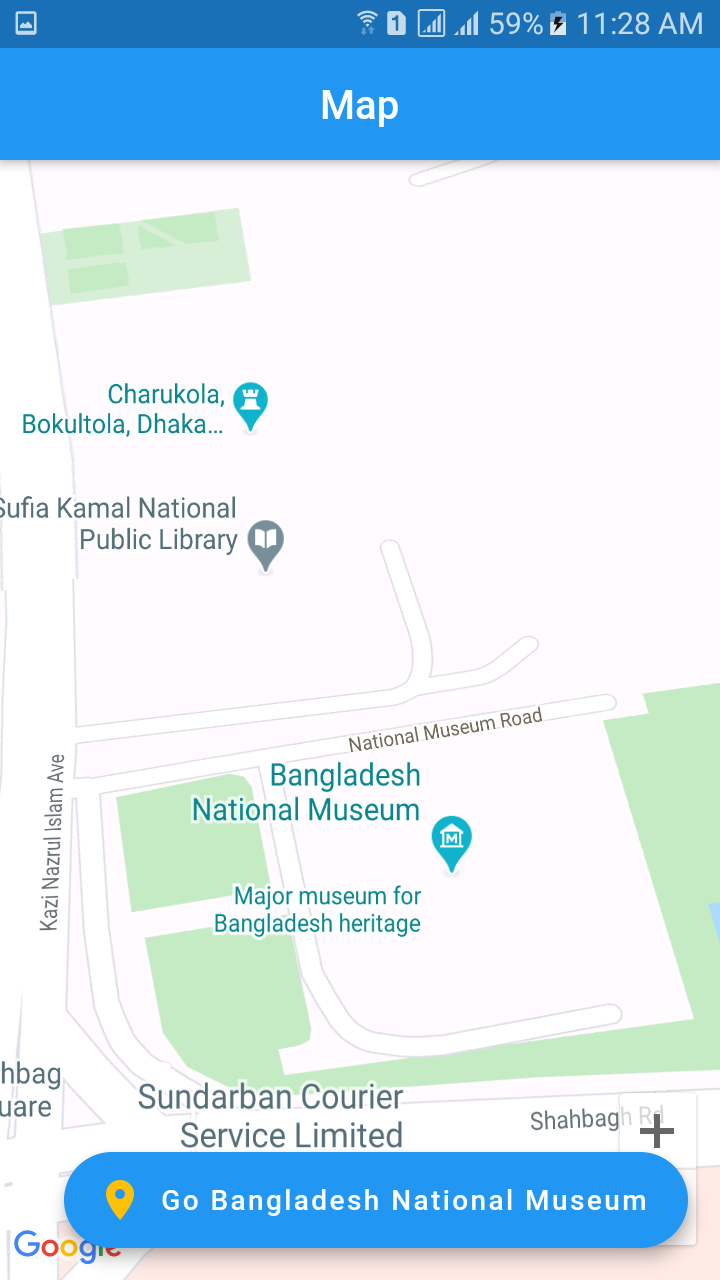 1
59%
11:28 AM
Map
Charukola,
Bokultola, Dhaka...
Sufia Kamal National
Public Library
National Museum Road
Bangladesh
National Museum
Kazi Nazrul Islam Ave
Major museum for
Bangladesh heritage
hbag
uare
Sundarban Courier
Service Limited
Shahbagh Rd
Go Bangladesh National Museum
Google